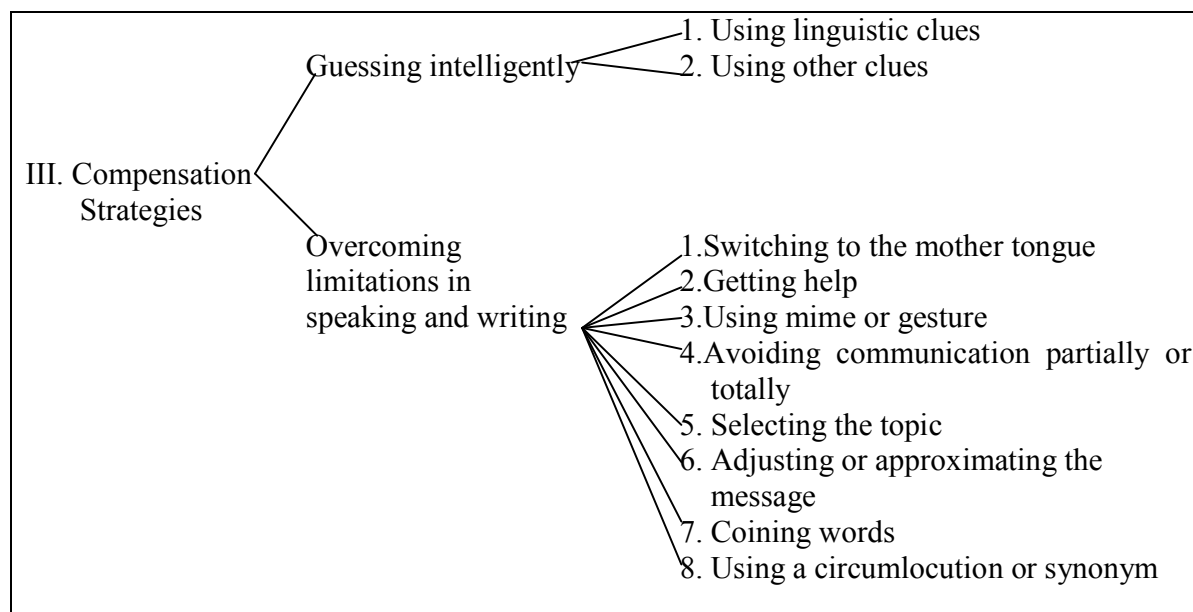 Guessing intelligently
1. Using linguistic clues
2. Using other clues
III. Compensation
Strategies
Overcoming
limitations in
speaking and writing
1.Switching to the mother tongue
2.Getting help
3.Using mime or gesture
4.Avoiding communication partially or
totally
5. Selecting the topic
6. Adjusting or approximating the
message
7. Coining words
8. Using a circumlocution or synonym